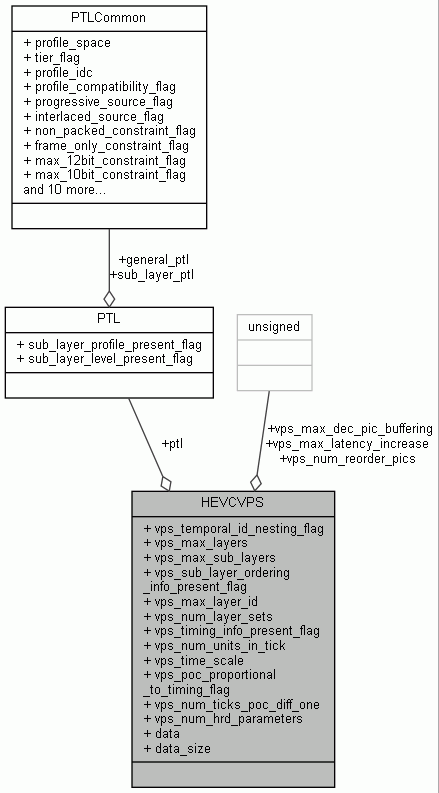 PTLCommon
+ profile_space
+ tier_flag
+ profile_idc
+ profile_compatibility_flag
+ progressive_source_flag
+ interlaced_source_flag
+ non_packed_constraint_flag
+ frame_only_constraint_flag
+ max_12bit_constraint_flag
+ max_10bit_constraint_flag
and 10 more...
+general_ptl
+sub_layer_ptl
PTL
+ sub_layer_profile_present_flag
+ sub_layer_level_present_flag
unsigned
+ptl
+vps_max_dec_pic_buffering
+vps_max_latency_increase
+vps_num_reorder_pics
HEVCVPS
+ vps_temporal_id_nesting_flag
+ vps_max_layers
+ vps_max_sub_layers
+ vps_sub_layer_ordering
_info_present_flag
+ vps_max_layer_id
+ vps_num_layer_sets
+ vps_timing_info_present_flag
+ vps_num_units_in_tick
+ vps_time_scale
+ vps_poc_proportional
_to_timing_flag
+ vps_num_ticks_poc_diff_one
+ vps_num_hrd_parameters
+ data
+ data_size